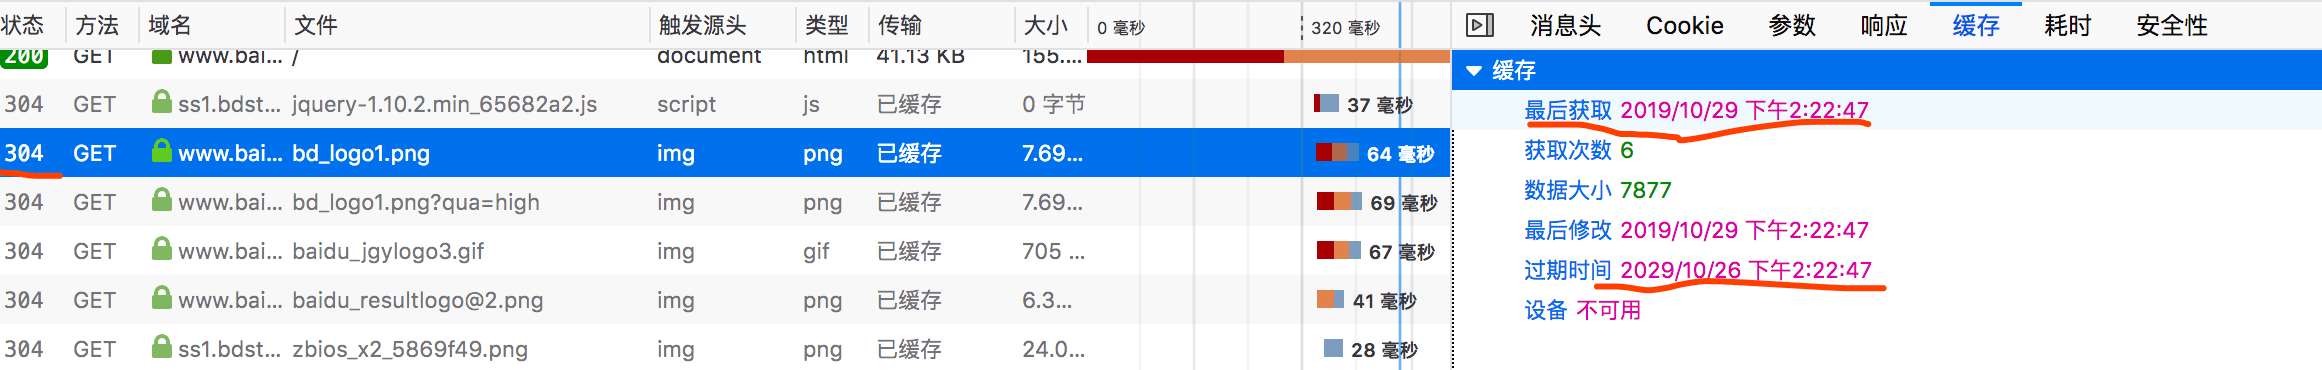 状态 方法 域名 文件 触发源头 类型 传输 大小 0 毫秒 320 毫秒
200 GET www.bai... / document html 41.13 KB 155....
304 GET ss1.bdst... jquery-1.10.2.min_65682a2.js script js 已缓存 0 字节 37 毫秒
304 GET www.bai... bd_logo1.png img png 已缓存 7.69... 64 毫秒
304 GET www.bai... bd_logo1.png?qua=high img png 已缓存 7.69... 69 毫秒
304 GET www.bai... baidu_jgylogo3.gif img gif 已缓存 705 ... 67 毫秒
304 GET www.bai... baidu_resultlogo@2.png img png 已缓存 6.3... 41 毫秒
304 GET ss1.bdst... zbios_x2_5869f49.png img png 已缓存 24.0... 28 毫秒
消息头 Cookie 参数 响应 缓存 耗时 安全性
缓存
最后获取 2019/10/29 下午2:22:47
获取次数 6
数据大小 7877
最后修改 2019/10/29 下午2:22:47
过期时间 2029/10/26 下午2:22:47
设备 不可用